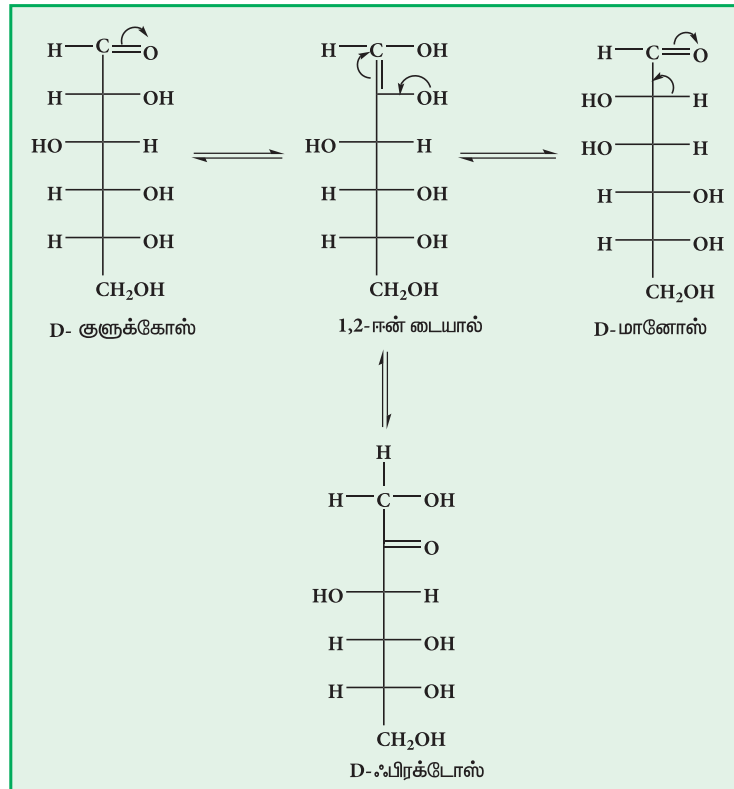 H C O H C OH H C O
H OH OH HO H
HO H HO H HO H
H OH H OH H OH
H OH H OH H OH
CH₂OH CH₂OH CH₂OH
D- குளுக்கோஸ் 1,2-ஈன் டையால் D-மானோஸ்
H
H C OH
O
HO H
H OH
H OH
CH₂OH
D-ஃபிரக்டோஸ்